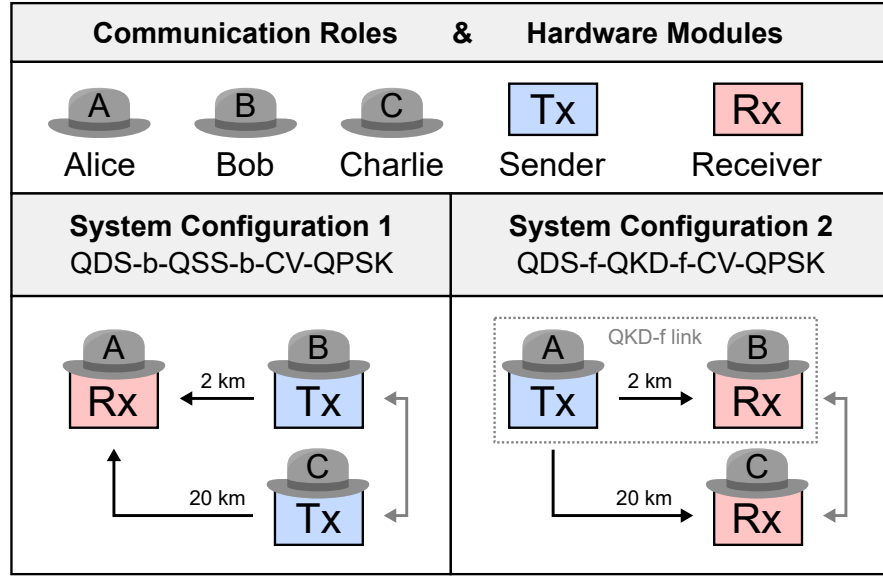 Communication Roles & Hardware Modules
A B C Tx Rx
Alice Bob Charlie Sender Receiver
System Configuration 1
QDS-b-QSS-b-CV-QPSK
A B
Rx 2 km Tx
C
20 km Tx
System Configuration 2
QDS-f-QKD-f-CV-QPSK
QKD-f link
A B
Tx 2 km Rx
C
20 km Rx